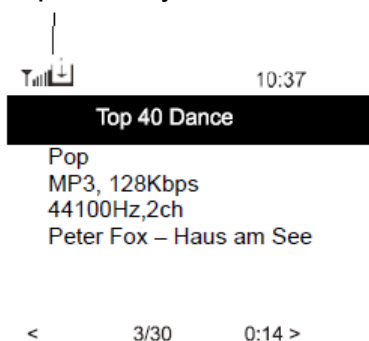 10:37
Top 40 Dance
Pop
MP3, 128Kbps
44100Hz,2ch
Peter Fox – Haus am See
< 3/30 0:14 >